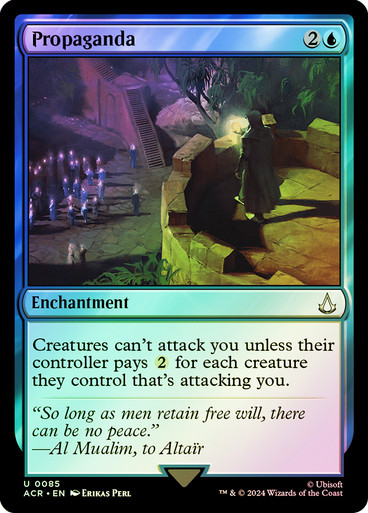 Propaganda 2
Enchantment
Creatures can't attack you unless their
controller pays 2 for each creature
they control that's attacking you.
"So long as men retain free will, there
can be no peace."
—Al Mualim, to Altaïr
U 0085 © Ubisoft
ACR • EN Erikas Perl ™ & © 2024 Wizards of the Coast